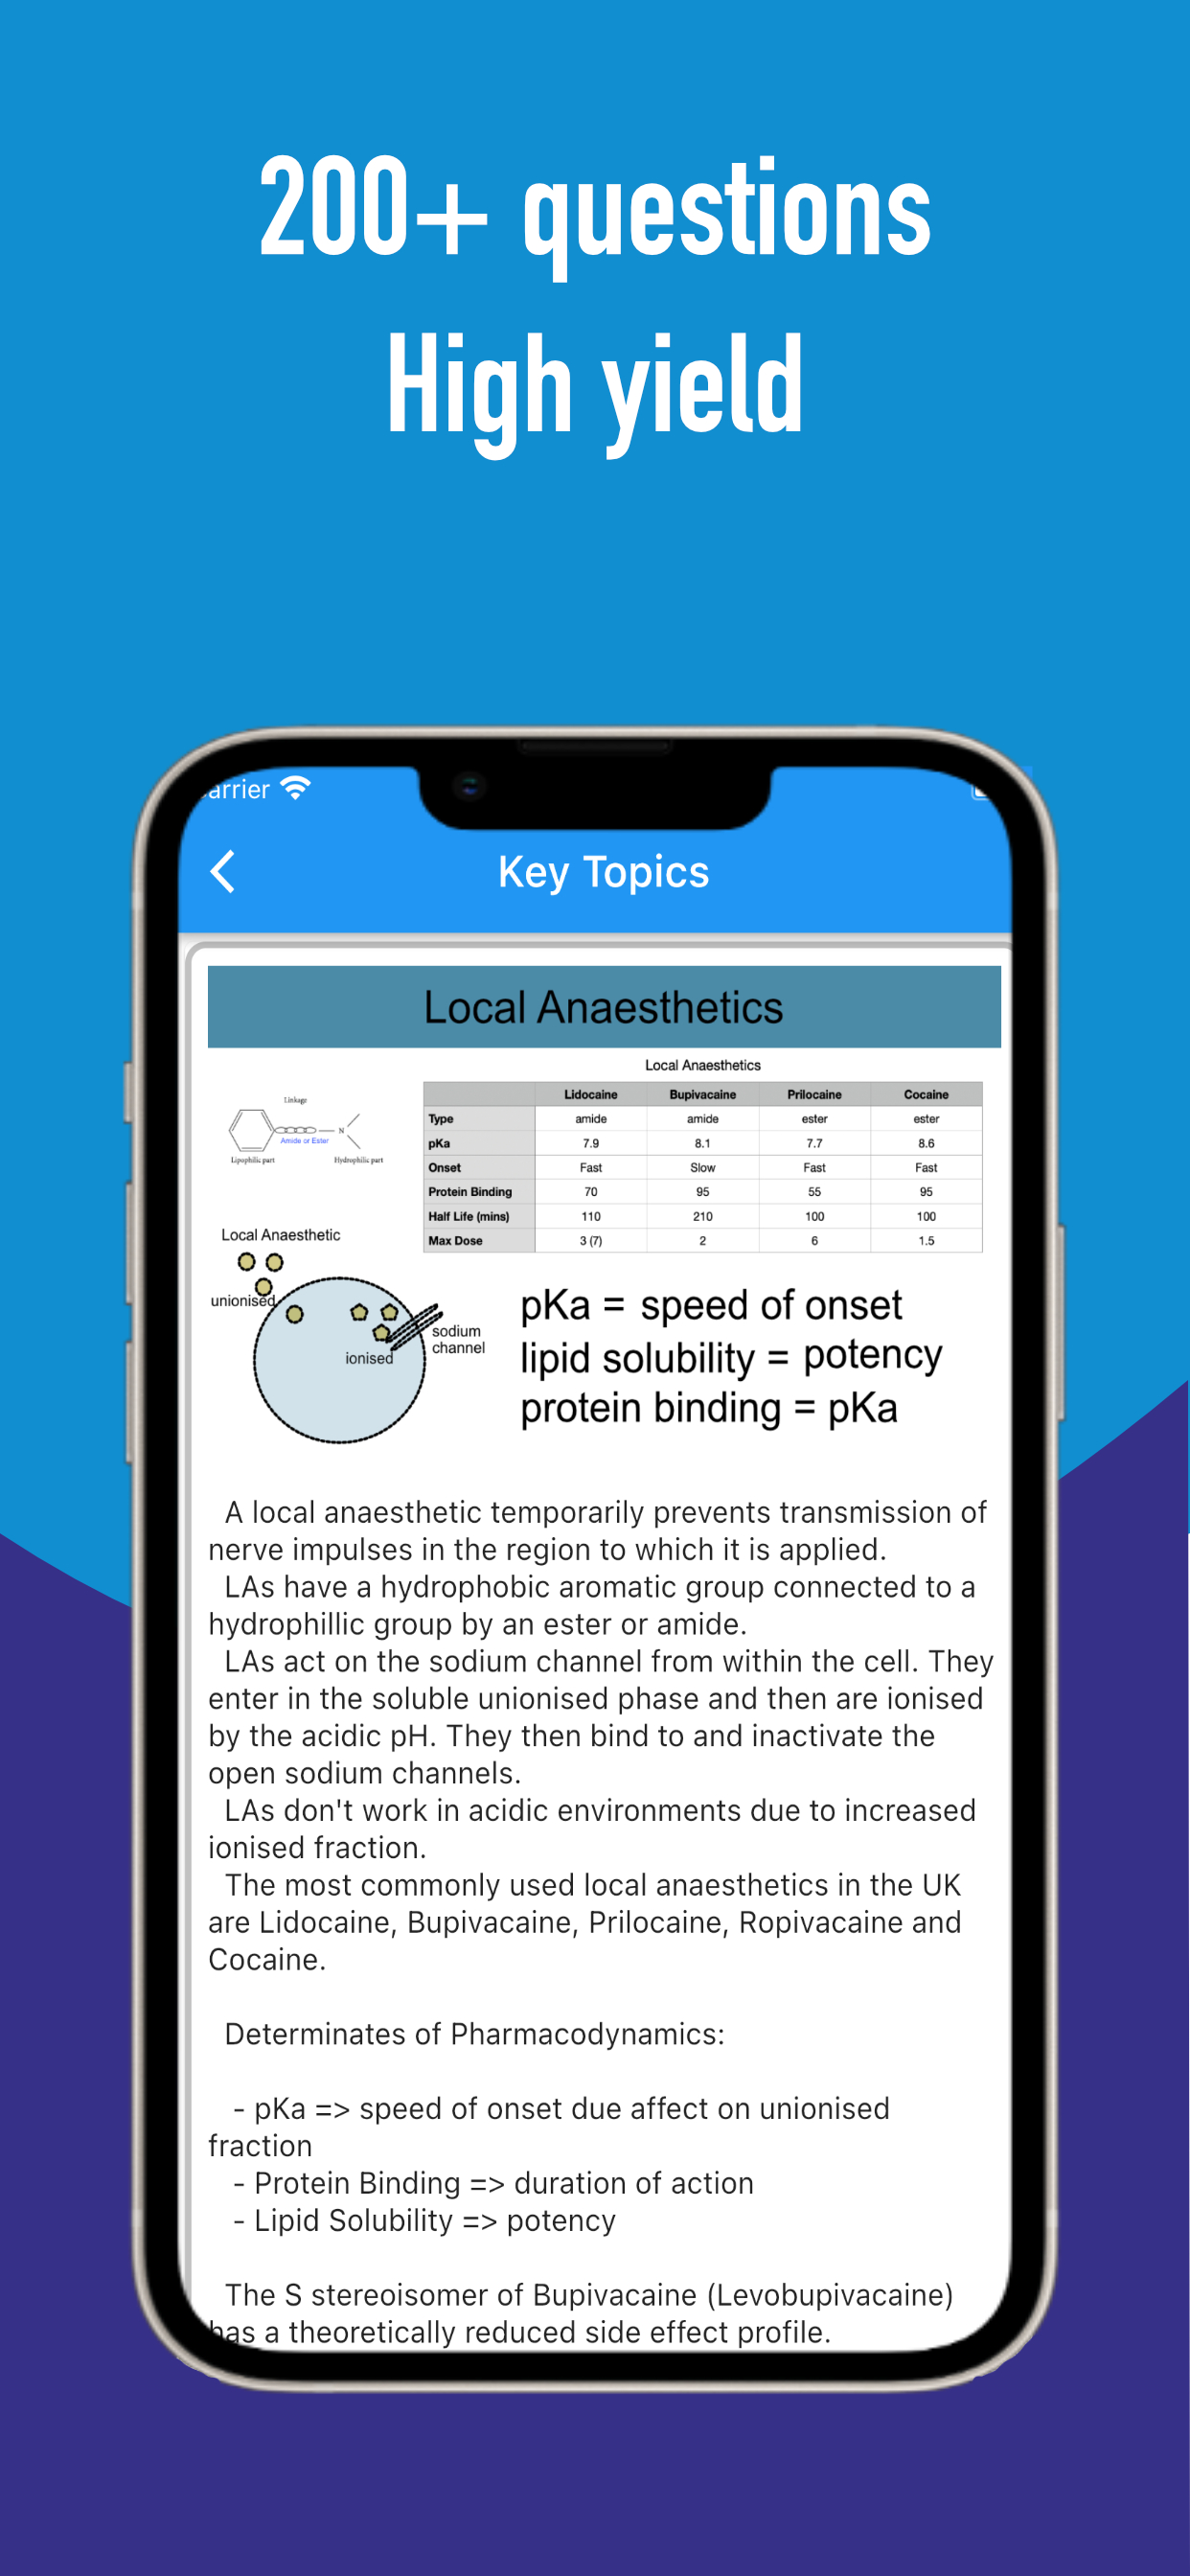 200+ questions
High yield
arrier
Key Topics
Local Anaesthetics
Local Anaesthetics
Lidocaine Bupivacaine Prilocaine Cocaine
Type amide amide ester ester
pKa 7.9 8.1 7.7 8.6
Onset Fast Slow Fast Fast
Protein Binding 70 95 55 95
Half Life (mins) 110 210 100 100
Max Dose 3 (7) 2 6 1.5
Linkage
N
Amide or Ester
Lipophilic part Hydrophilic part
Local Anaesthetic
unionised
ionised
sodium
channel
pKa = speed of onset
lipid solubility = potency
protein binding = pKa
A local anaesthetic temporarily prevents transmission of
nerve impulses in the region to which it is applied.
LAs have a hydrophobic aromatic group connected to a
hydrophillic group by an ester or amide.
LAs act on the sodium channel from within the cell. They
enter in the soluble unionised phase and then are ionised
by the acidic pH. They then bind to and inactivate the
open sodium channels.
LAs don't work in acidic environments due to increased
ionised fraction.
The most commonly used local anaesthetics in the UK
are Lidocaine, Bupivacaine, Prilocaine, Ropivacaine and
Cocaine.
Determinates of Pharmacodynamics:
- pKa => speed of onset due affect on unionised
fraction
- Protein Binding => duration of action
- Lipid Solubility => potency
The S stereoisomer of Bupivacaine (Levobupivacaine)
has a theoretically reduced side effect profile.